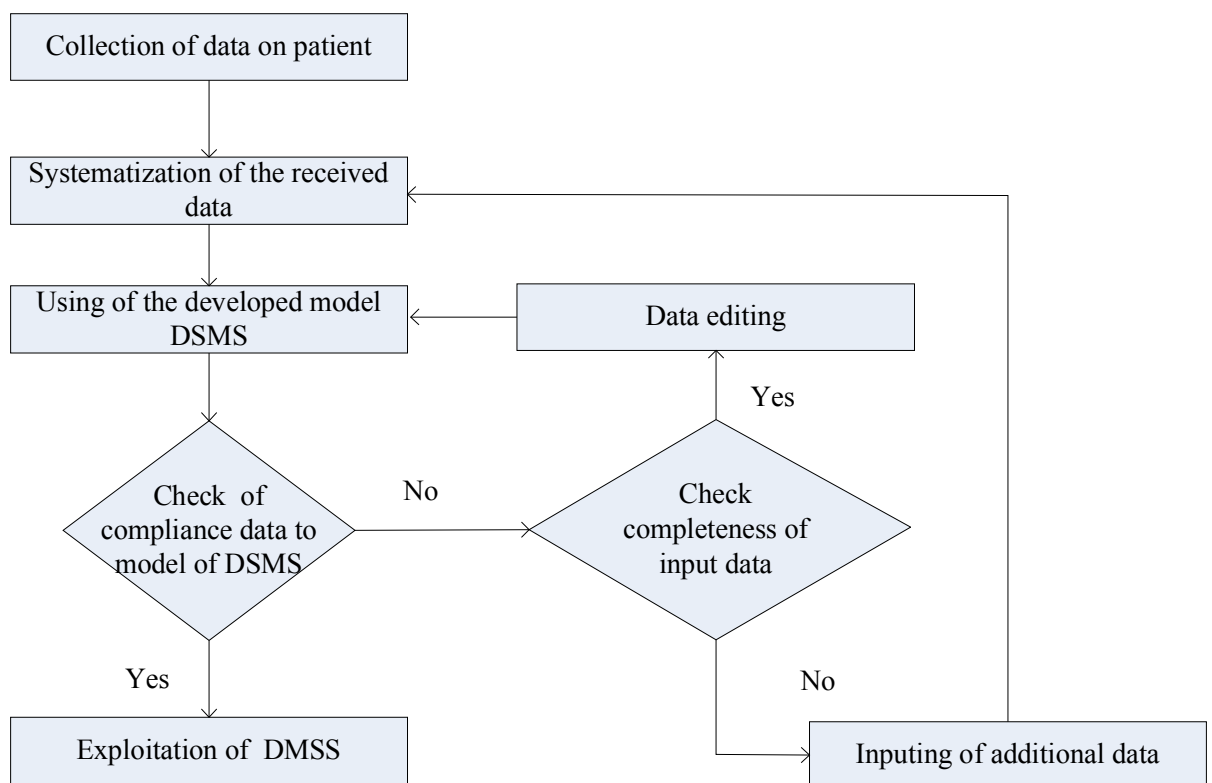 Collection of data on patient
Systematization of the received
data
Using of the developed model
DSMS
Data editing
Yes
Check of
compliance data to
model of DSMS
No
Check
completeness of
input data
Yes
No
Exploitation of DMSS
Inputing of additional data